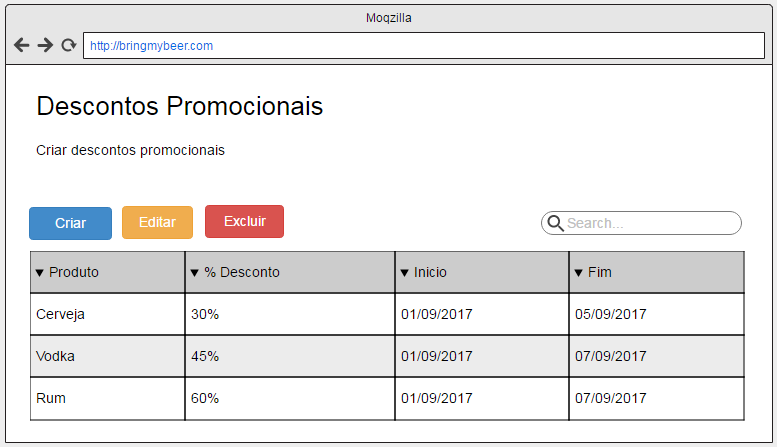 Moqzilla
http://bringmybeer.com
Descontos Promocionais
Criar descontos promocionais
Criar Editar Excluir Search...
Produto % Desconto Inicio Fim
Cerveja 30% 01/09/2017 05/09/2017
Vodka 45% 01/09/2017 07/09/2017
Rum 60% 01/09/2017 07/09/2017